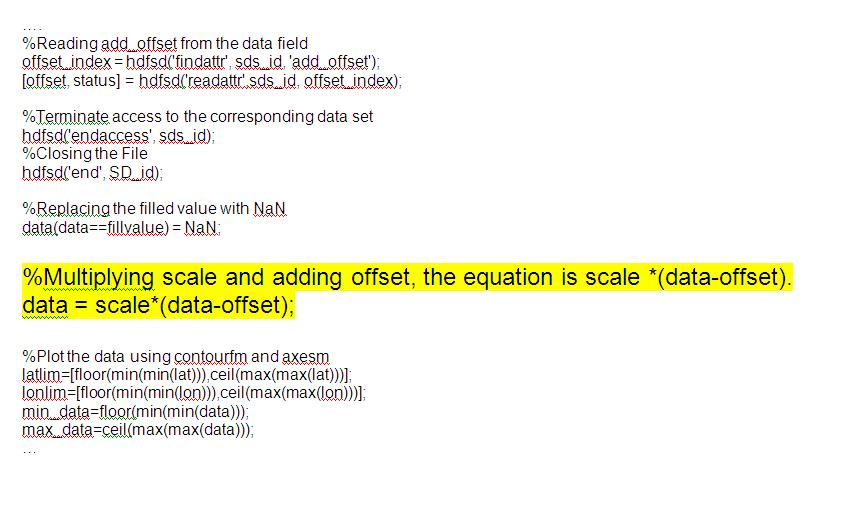 ....
%Reading add_offset from the data field
offset_index = hdfsd('findattr', sds_id, 'add_offset');
[offset, status] = hdfsd('readattr',sds_id, offset_index);
%Terminate access to the corresponding data set
hdfsd('endaccess', sds_id);
%Closing the File
hdfsd('end', SD_id);
%Replacing the filled value with NaN
data(data==fillvalue) = NaN;
%Multiplying scale and adding offset, the equation is scale *(data-offset).
data = scale*(data-offset);
%Plot the data using contourfm and axesm
latlim=[floor(min(min(lat))),ceil(max(max(lat)))];
lonlim=[floor(min(min(lon))),ceil(max(max(lon)))];
min_data=floor(min(min(data)));
max_data=ceil(max(max(data)));
...